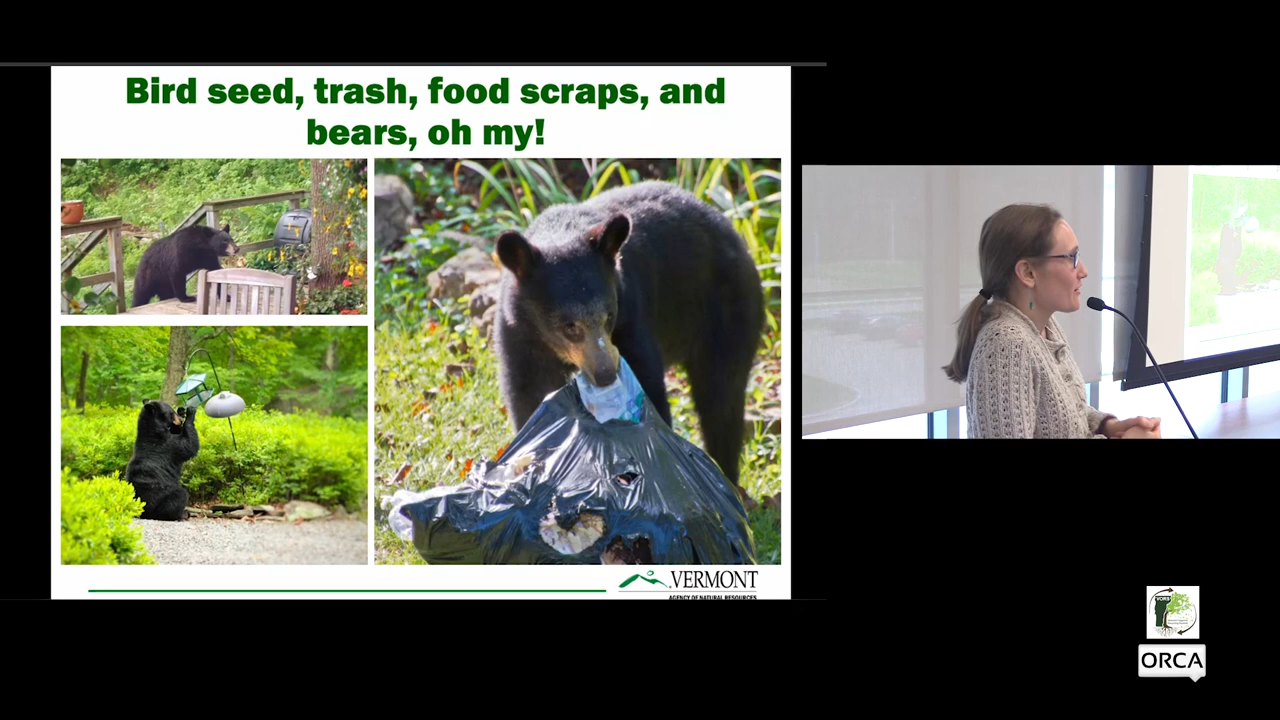 Bird seed, trash, food scraps, and
bears, oh my!
VERMONT
AGENCY OF NATURAL RESOURCES
ORCA